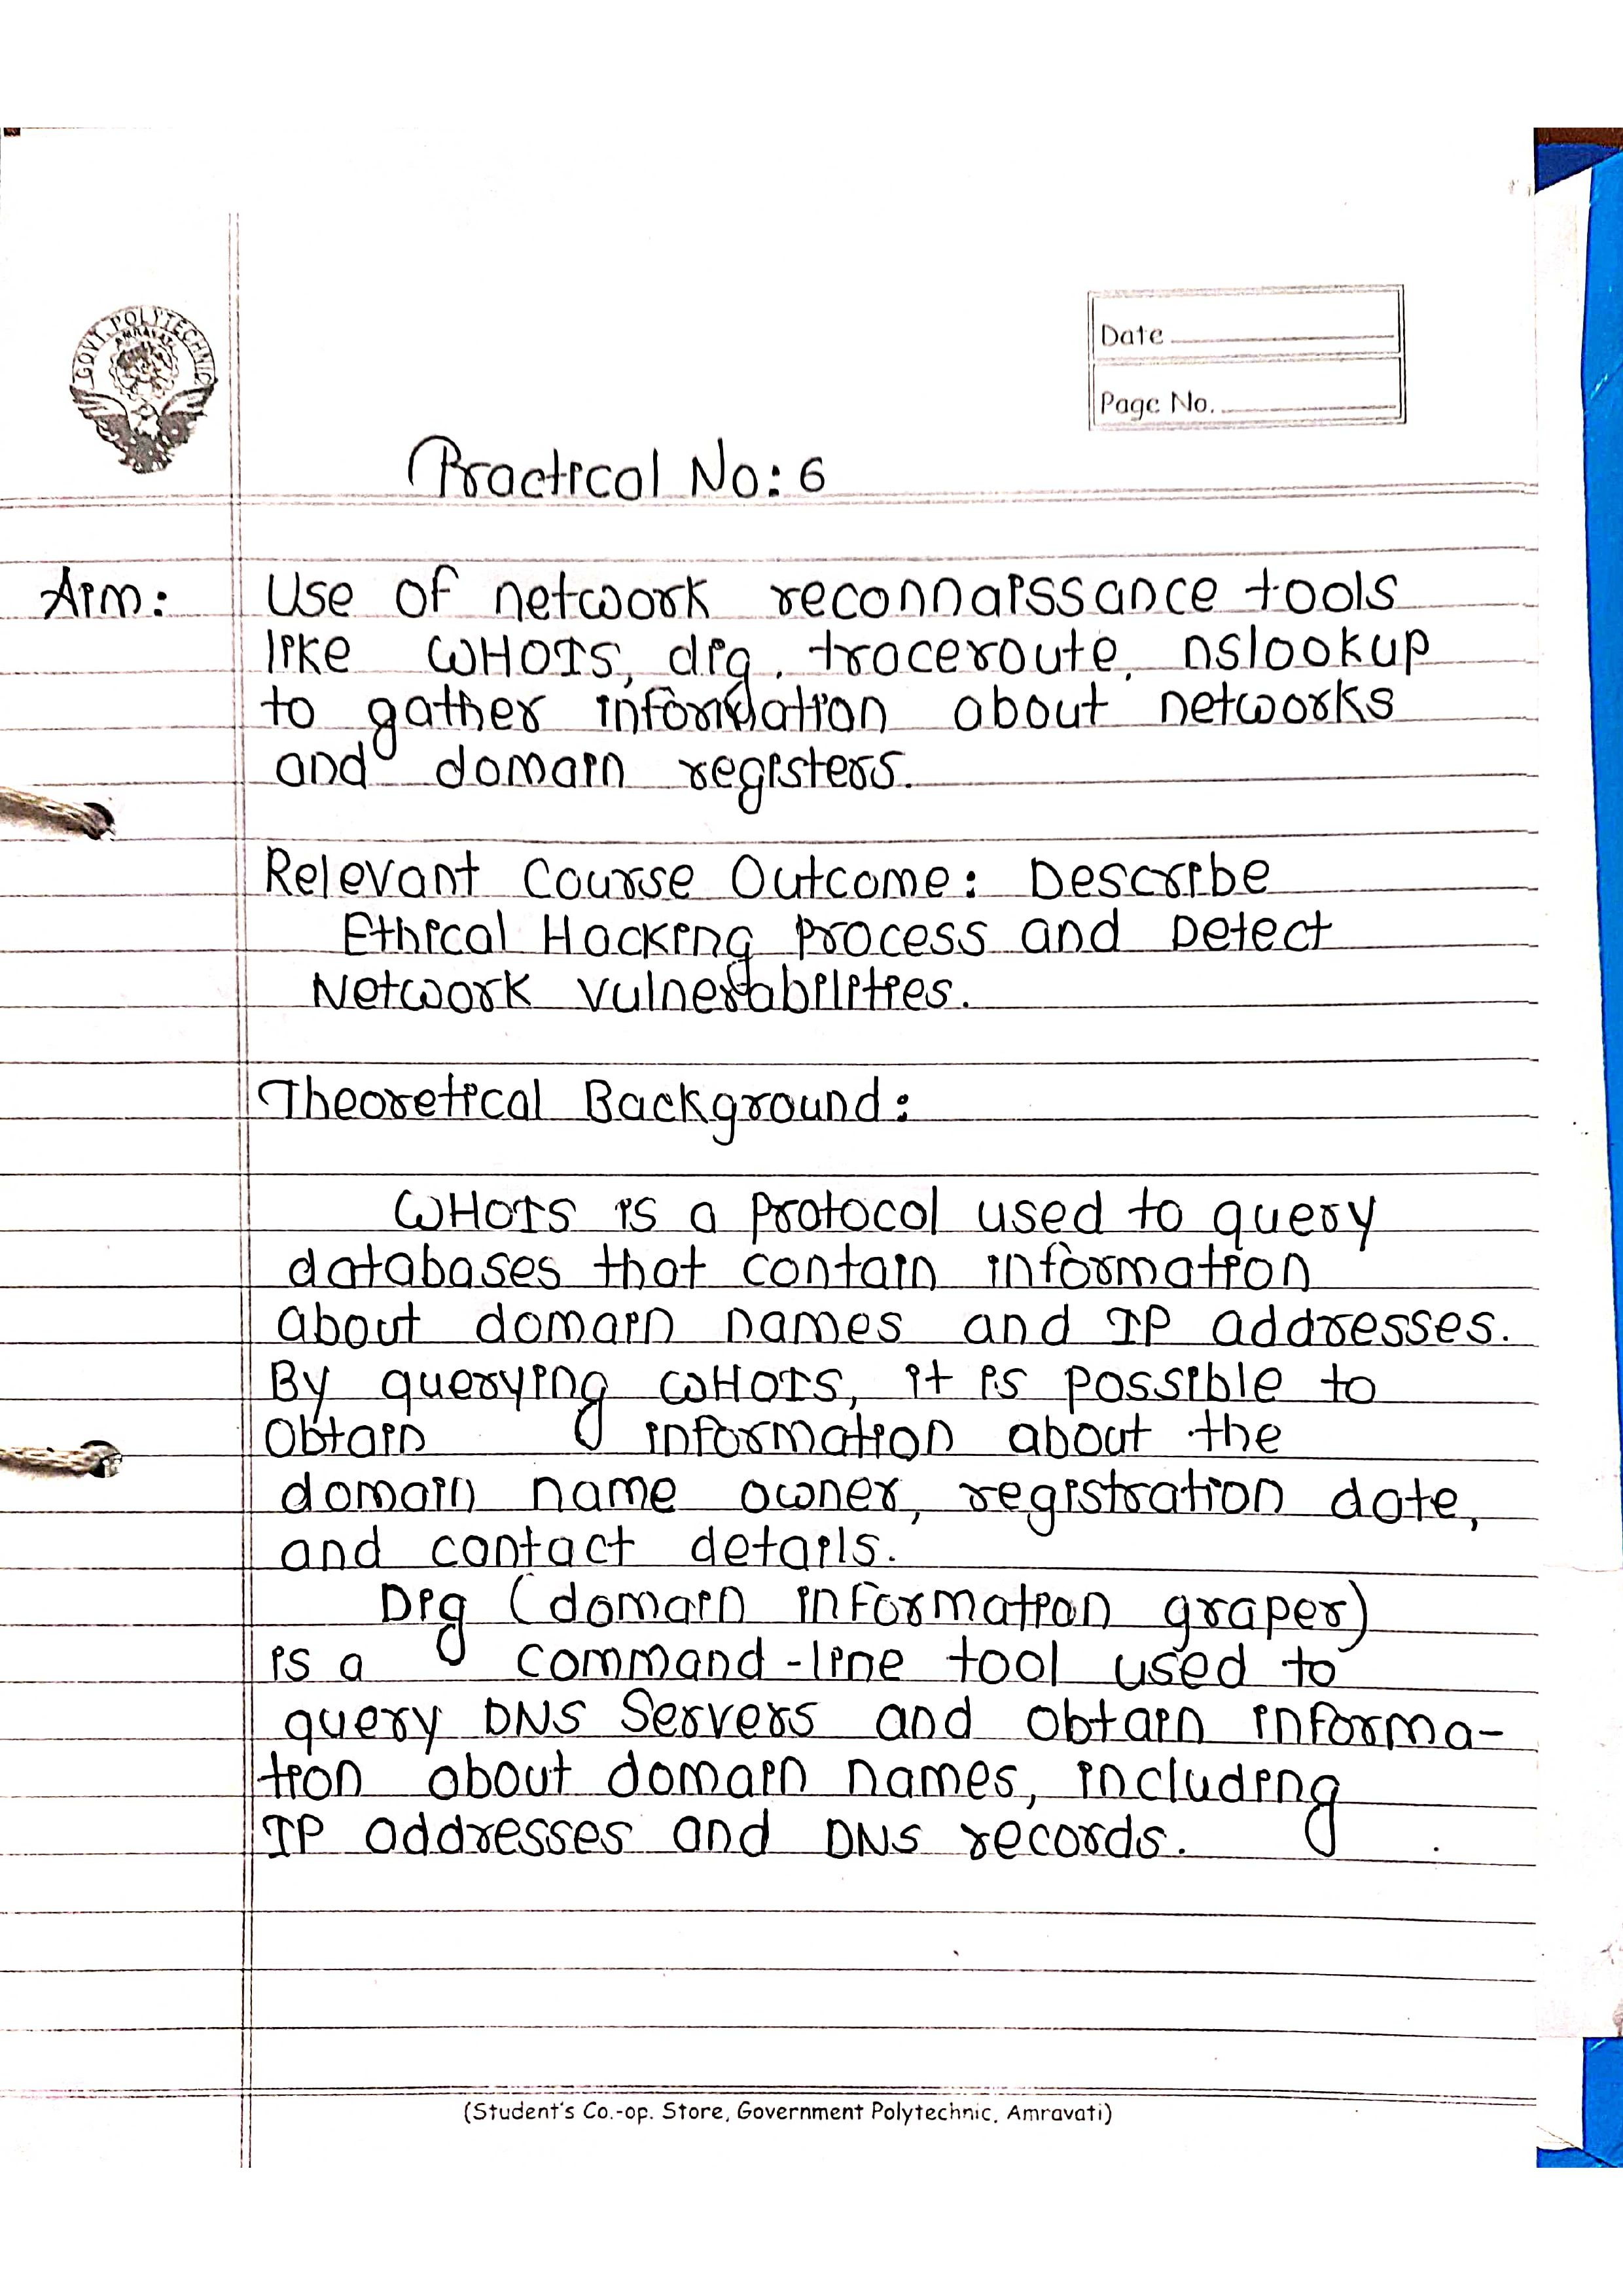 GOVT. POLYTECHNIC
AMRAVATI
Date
Page No.
Practical No: 6
Aim: Use of network reconnaissance tools
like WHOIS, dig, traceroute, nslookup
to gather information about networks
and domain registers.
Relevant Course Outcome: Describe
Ethical Hacking process and Detect
Network vulnerabilities.
Theoretical Background:
WHOIS is a protocol used to query
databases that contain information
about domain names and IP addresses.
By querying WHOIS, it is possible to
obtain information about the
domain name owner, registration date,
and contact details.
Dig (domain information graper)
is a command-line tool used to
query DNS Servers and obtain informa-
tion about domain names, including
IP addresses and DNS records.
(Student's Co.-op. Store, Government Polytechnic, Amravati)